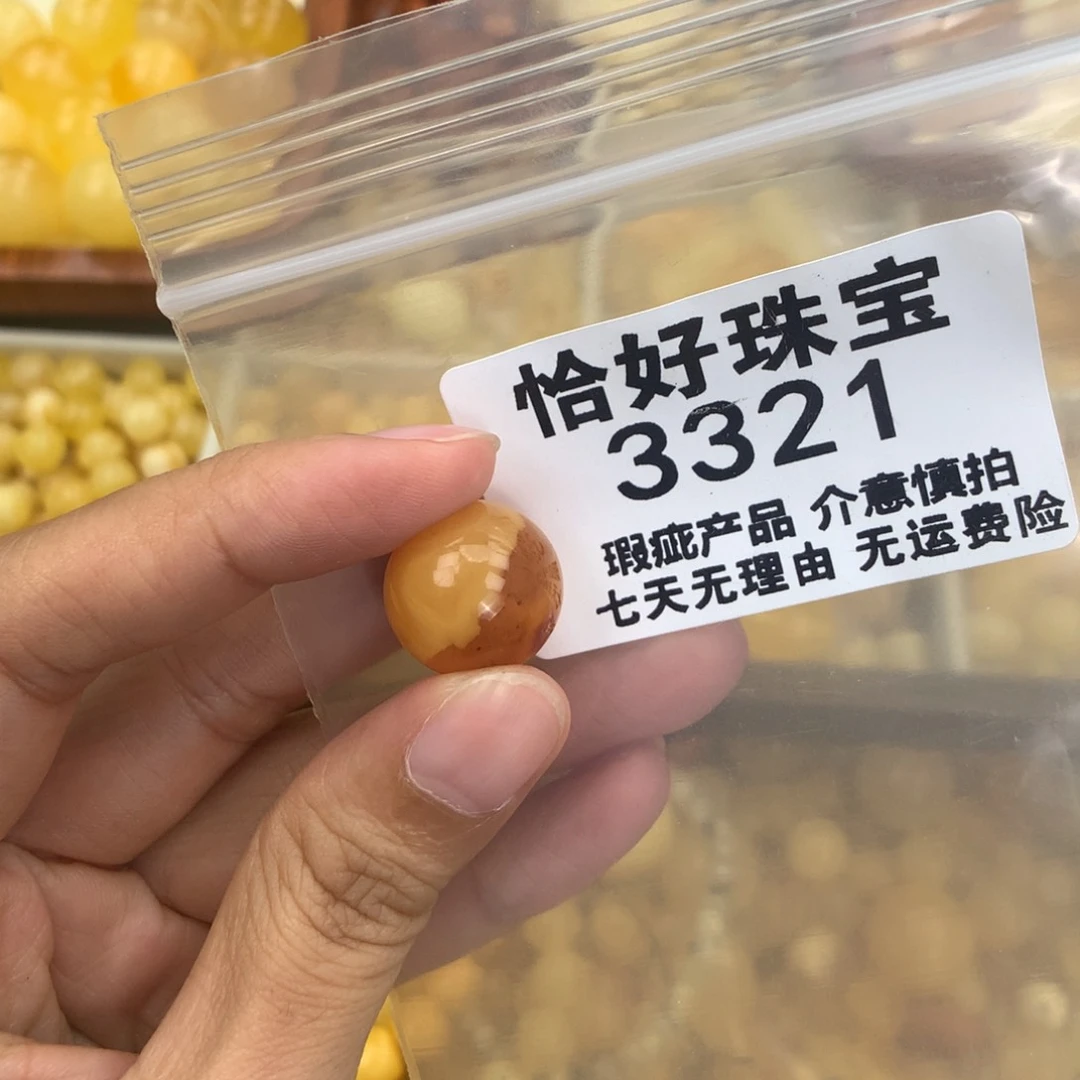 恰好珠宝
3321
瑕疵产品 介意慎拍
七天无理由 无运费险